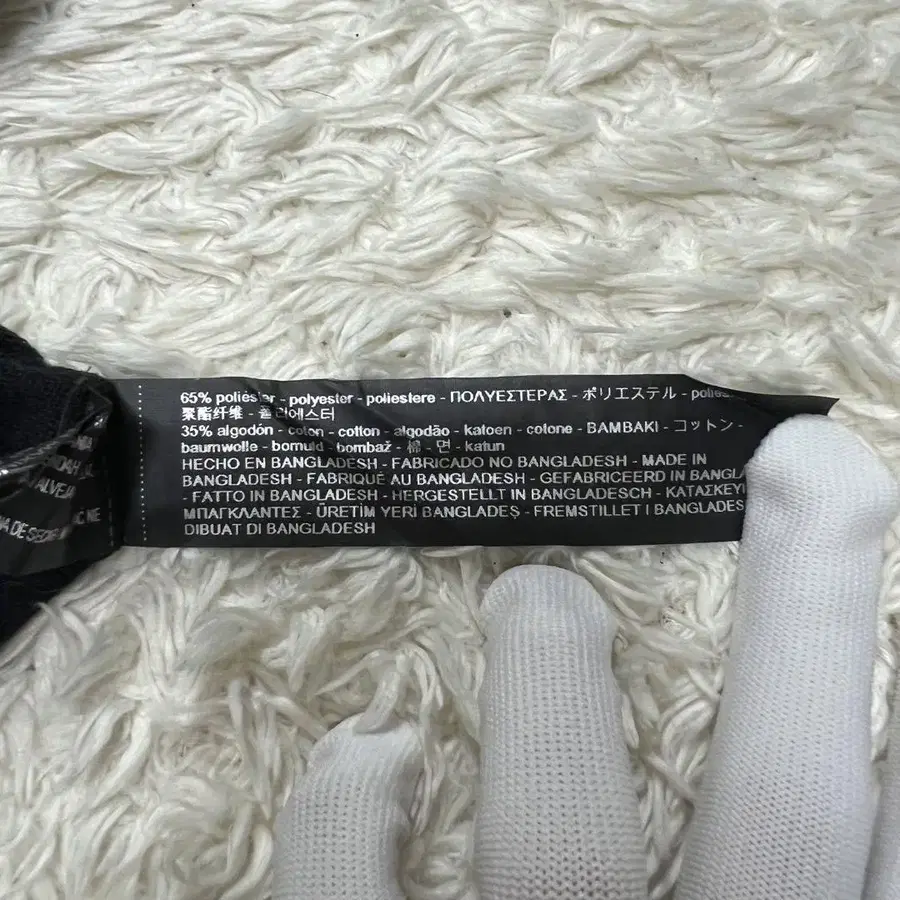 65% poliéster - polyester - poliestere - ΠΟΛΥΕΣΤΕΡΑΣ - ポリエステル -
聚酯纤维 - 폴리에스터
35% algodón - coton - cotton - algodão - katoen - cotone - BAMBAKI - コットン -
baumwolle - bomuld - bombaž - 棉 - 면 - katun
HECHO EN BANGLADESH - FABRICADO NO BANGLADESH - MADE IN
BANGLADESH - FABRIQUÉ AU BANGLADESH - GEFABRICEERD IN
- FATTO IN BANGLADESH - HERGESTELLT IN BANGLADESCH -
ΜΠΑΓΚΛΑΝΤΕΣ - ÜRETİM YERİ BANGLADEŞ - FREMSTILLET I
DIBUAT DI BANGLADESH